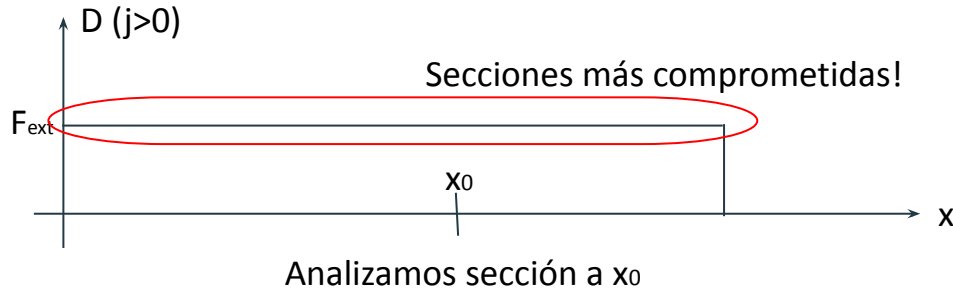 D (j>0)
Secciones más comprometidas!
Fext
x0
x
Analizamos sección a x0